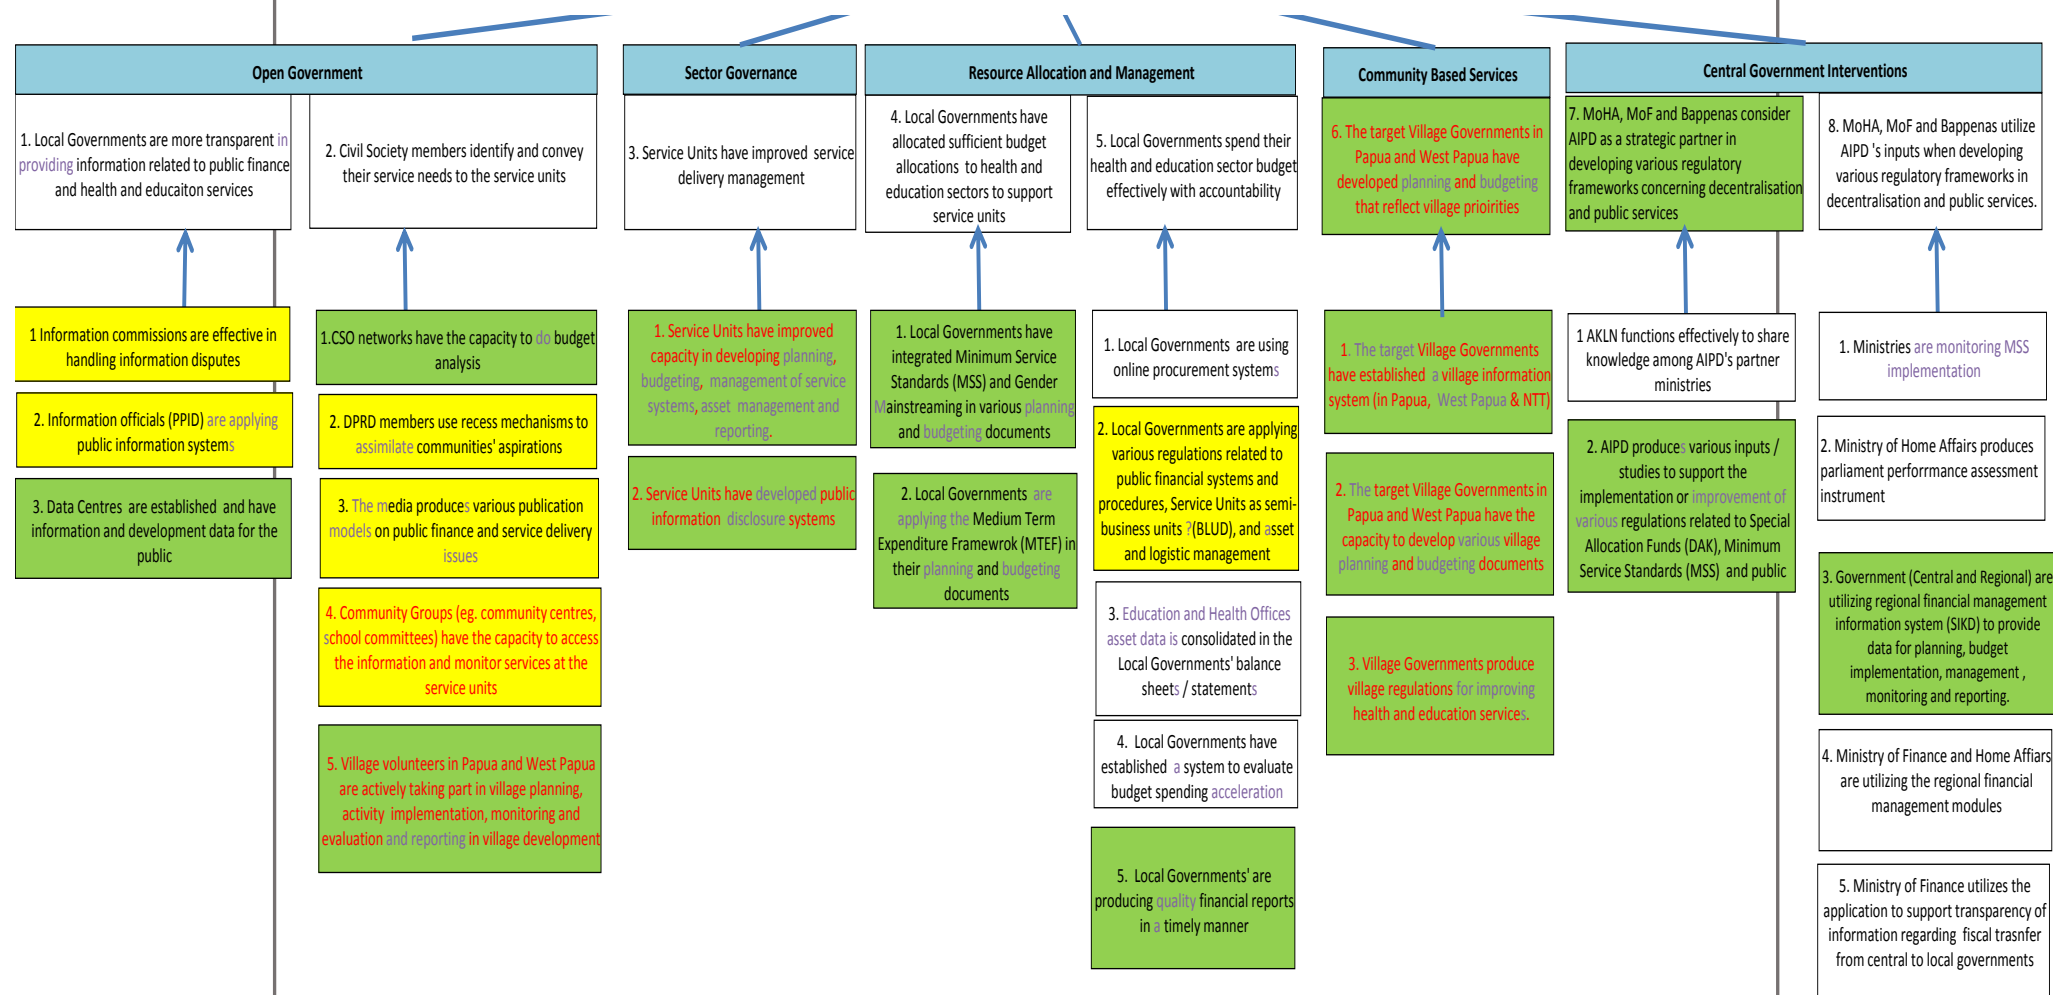 Open Government
1. Local Governments are more transparent in
providing information related to public finance
and health and educaiton services
2. Civil Society members identify and convey
their service needs to the service units
1 Information commissions are effective in
handling information disputes
2. Information officials (PPID) are applying
public information systems
3. Data Centres are established and have
information and development data for the
public
1.CSO networks have the capacity to do budget
analysis
2. DPRD members use recess mechanisms to
assimilate communities' aspirations
3. The media produces various publication
models on public finance and service delivery
issues
4. Community Groups (eg. community centres,
school committees) have the capacity to access
the information and monitor services at the
service units
5. Village volunteers in Papua and West Papua
are actively taking part in village planning,
activity implementation, monitoring and
evaluation and reporting in village development
Sector Governance
3. Service Units have improved service
delivery management
1. Service Units have improved
capacity in developing planning,
budgeting, management of service
systems, asset management and
reporting.
2. Service Units have developed public
information disclosure systems
Resource Allocation and Management
4. Local Governments have
allocated sufficient budget
allocations to health and
education sectors to support
service units
5. Local Governments spend their
health and education sector budget
effectively with accountability
1. Local Governments have
integrated Minimum Service
Standards (MSS) and Gender
Mainstreaming in various planning
and budgeting documents
2. Local Governments are
applying the Medium Term
Expenditure Framewrok (MTEF) in
their planning and budgeting
documents
1. Local Governments are using
online procurement systems
2. Local Governments are applying
various regulations related to
public financial systems and
procedures, Service Units as semi-
business units ?(BLUD), and asset
and logistic management
3. Education and Health Offices
asset data is consolidated in the
Local Governments' balance
sheets / statements
4. Local Governments have
established a system to evaluate
budget spending acceleration
5. Local Governments' are
producing quality financial reports
in a timely manner
Community Based Services
6. The target Village Governments in
Papua and West Papua have
developed planning and budgeting
that reflect village prioirities
1. The target Village Governments
have established a village information
system (in Papua, West Papua & NTT)
2. The target Village Governments in
Papua and West Papua have the
capacity to develop various village
planning and budgeting documents
3. Village Governments produce
village regulations for improving
health and education services.
Central Government Interventions
7. MoHA, MoF and Bappenas consider
AIPD as a strategic partner in
developing various regulatory
frameworks concerning decentralisation
and public services
8. MoHA, MoF and Bappenas utilize
AIPD 's inputs when developing
various regulatory frameworks in
decentralisation and public services.
1 AKLN functions effectively to share
knowledge among AIPD's partner
ministries
2. AIPD produces various inputs /
studies to support the
implementation or improvement of
various regulations related to Special
Allocation Funds (DAK), Minimum
Service Standards (MSS) and public
1. Ministries are monitoring MSS
implementation
2. Ministry of Home Affairs produces
parliament perforrmance assessment
instrument
3. Government (Central and Regional) are
utilizing regional financial management
information system (SIKD) to provide
data for planning, budget
implementation, management ,
monitoring and reporting.
4. Ministry of Finance and Home Affiars
are utilizing the regional financial
management modules
5. Ministry of Finance utilizes the
application to support transparency of
information regarding fiscal trasnfer
from central to local governments